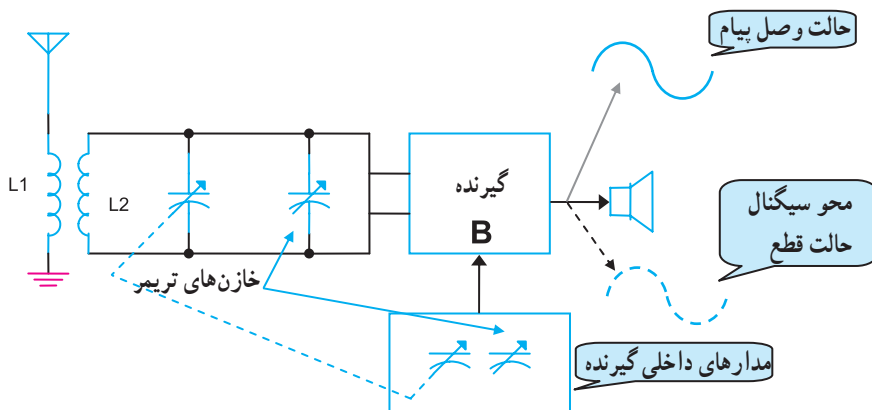 حالت وصل پیام
L1
L2
گیرنده
B
محو سیگنال
حالت قطع
خازن‌های تریمر
مدارهای داخلی گیرنده